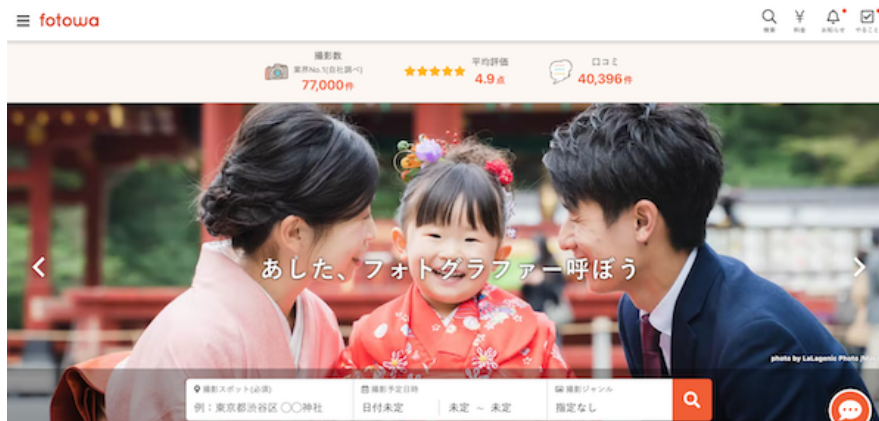 fotowa
検索
料金
お知らせ
やること
撮影数
業界No.1(自社調べ)
77,000件
平均評価
4.9点
口コミ
40,396件
あした、フォトグラファー呼ぼう
photo by LaLagenic Photo
撮影スポット(必須)
例：東京都渋谷区 〇〇神社
撮影予定日時
日付未定
未定 ～ 未定
撮影ジャンル
指定なし